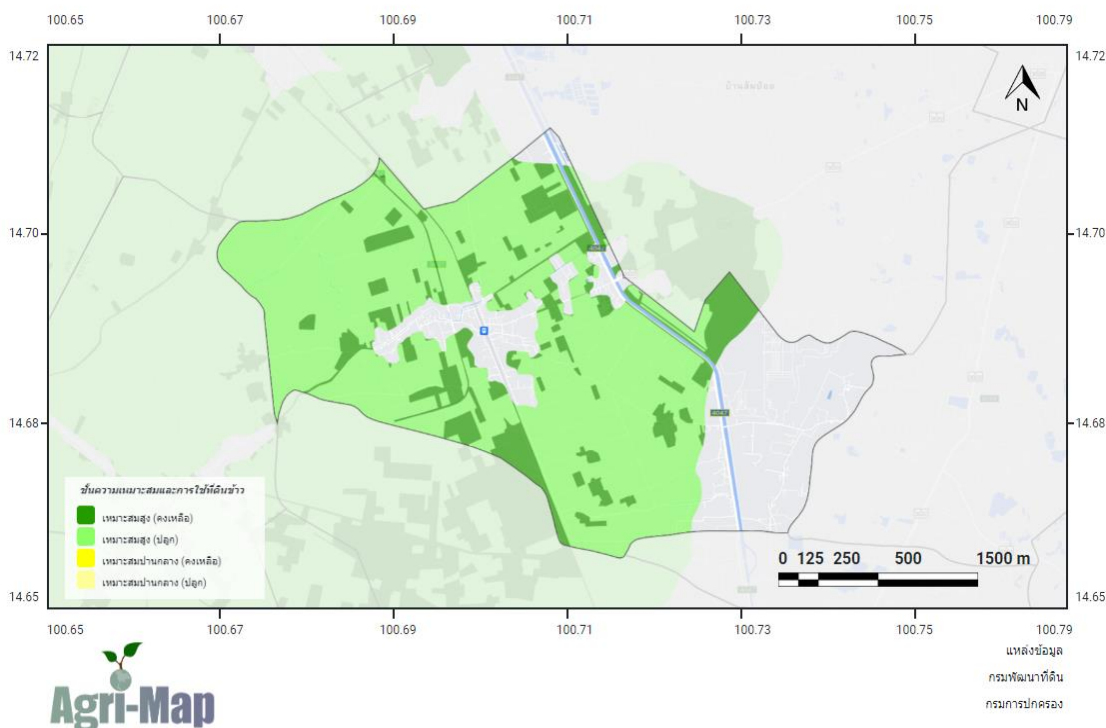 100.65 100.67 100.69 100.71 100.73 100.75 100.79
14.72 14.72
N
14.70 14.70
14.68 14.68
ชั้นความเหมาะสมและการใช้ที่ดินข้าว
เหมาะสมสูง (คงเหลือ)
เหมาะสมสูง (ปลูก)
เหมาะสมปานกลาง (คงเหลือ)
เหมาะสมปานกลาง (ปลูก)
0 125 250 500 1500 m
14.65 14.65
100.65 100.67 100.69 100.71 100.73 100.75 100.79
แหล่งข้อมูล
กรมพัฒนาที่ดิน
กรมการปกครอง
Agri-Map